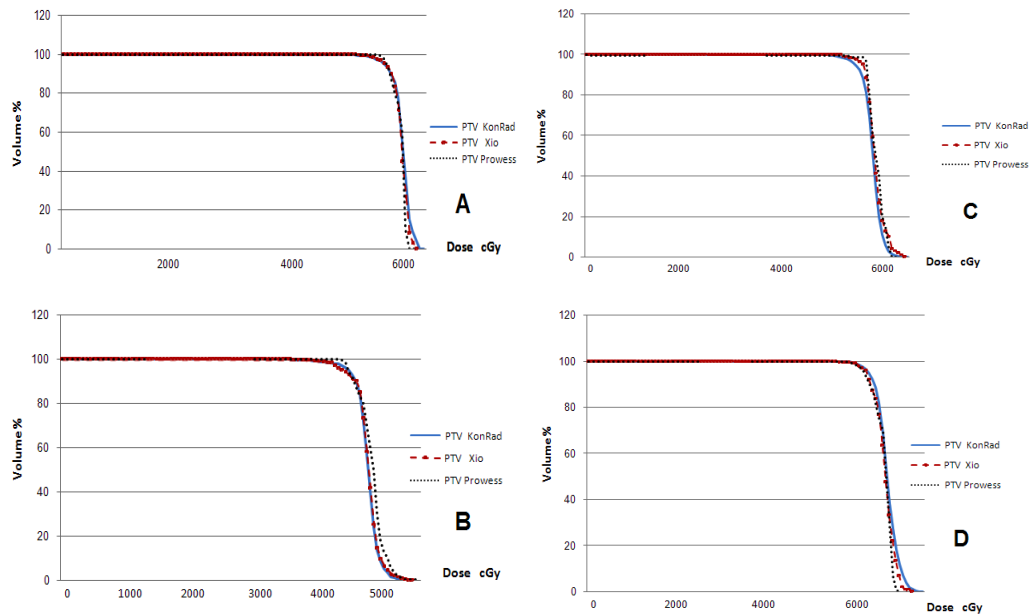 120
100
80
60
40
20
0
Volume%
2000
4000
6000
Dose cGy
PTV KonRad
PTV Xio
PTV Prowess
A
120
100
80
60
40
20
0
Volume%
0
2000
4000
6000
Dose cGy
PTV KonRad
PTV Xio
PTV Prowess
C
120
100
80
60
40
20
0
Volume%
0
1000
2000
3000
4000
5000
Dose cGy
PTV KonRad
PTV Xio
PTV Prowess
B
120
100
80
60
40
20
0
Volume%
0
2000
4000
6000
Dose cGy
PTV KonRad
PTV Xio
PTV Prowess
D